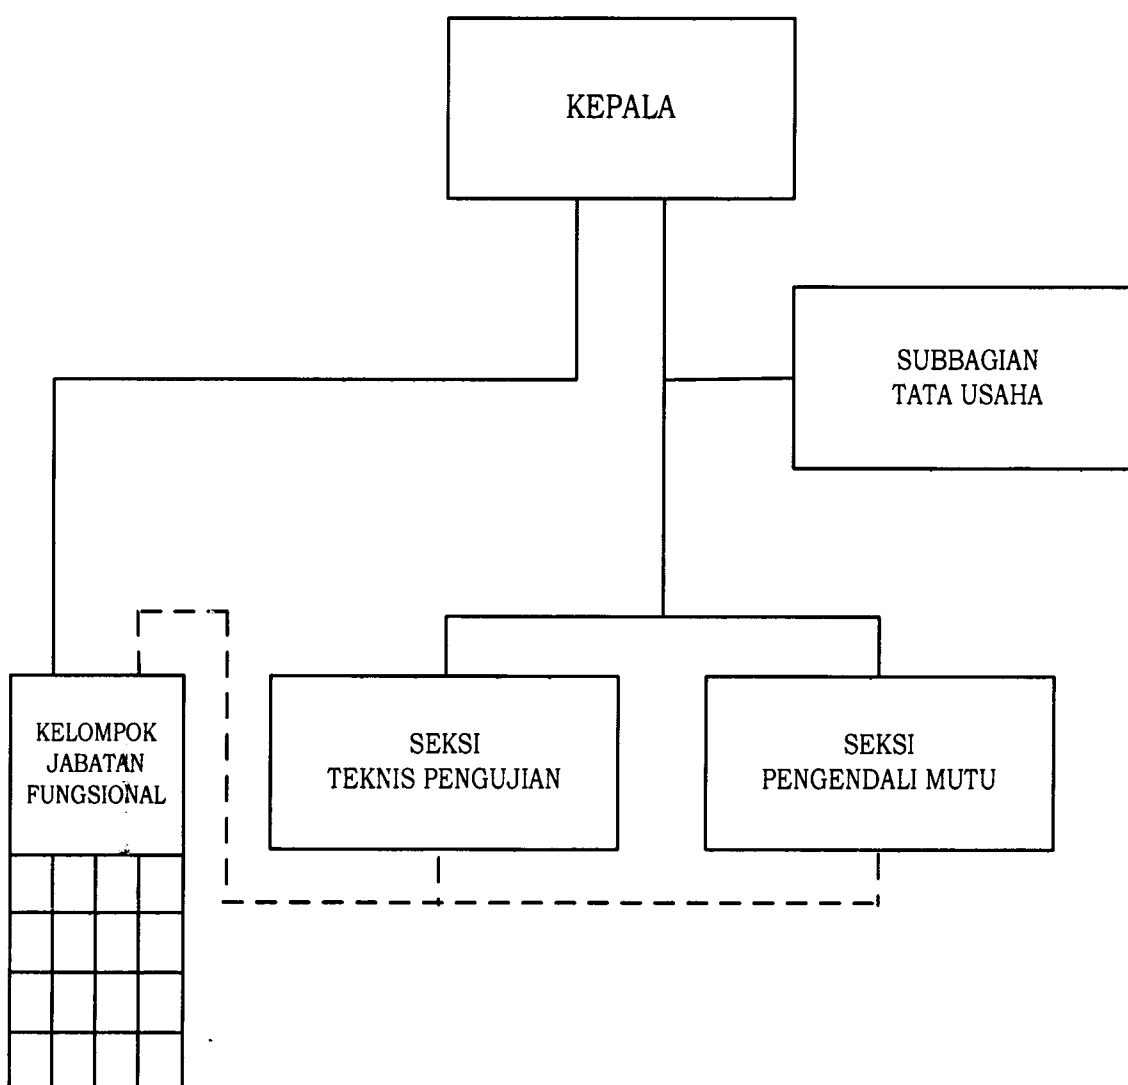 KEPALA
SUBBAGIAN
TATA USAHA
KELOMPOK
JABATAN
FUNGSIONAL
SEKSI
TEKNIS PENGUJIAN
SEKSI
PENGENDALI MUTU